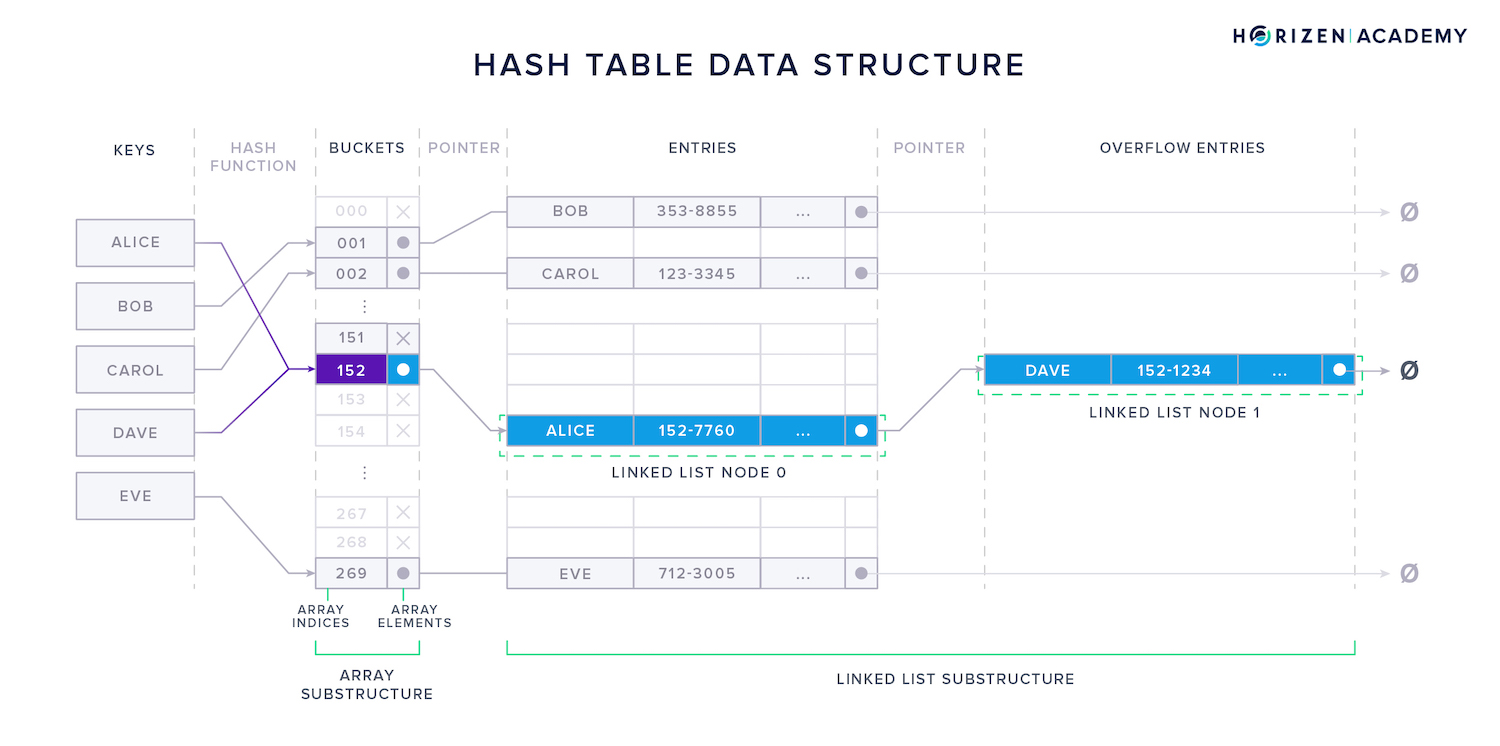 HORIZEN|ACADEMY
HASH TABLE DATA STRUCTURE
KEYS
HASH
FUNCTION
BUCKETS
POINTER
ENTRIES
POINTER
OVERFLOW ENTRIES
ALICE
BOB
CAROL
DAVE
EVE
000
001
002
⋮
151
152
153
154
⋮
267
268
269
BOB 353-8855 ... Ø
CAROL 123-3345 ... Ø
ALICE 152-7760 ...
LINKED LIST NODE 0
DAVE 152-1234 ... Ø
LINKED LIST NODE 1
EVE 712-3005 ... Ø
ARRAY
INDICES
ARRAY
ELEMENTS
ARRAY
SUBSTRUCTURE
LINKED LIST SUBSTRUCTURE